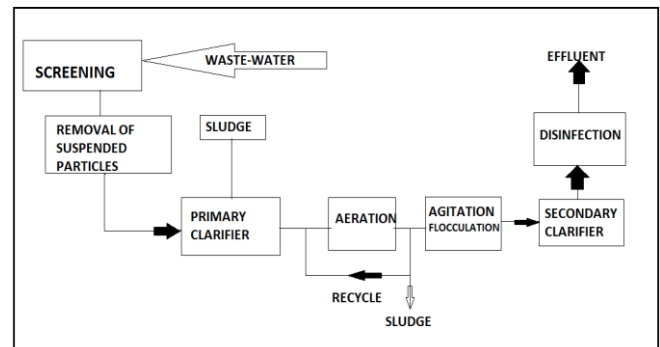 WASTE-WATER
SCREENING
REMOVAL OF
SUSPENDED
PARTICLES
SLUDGE
PRIMARY
CLARIFIER
AERATION
AGITATION
FLOCCULATION
SECONDARY
CLARIFIER
DISINFECTION
EFFLUENT
RECYCLE
SLUDGE